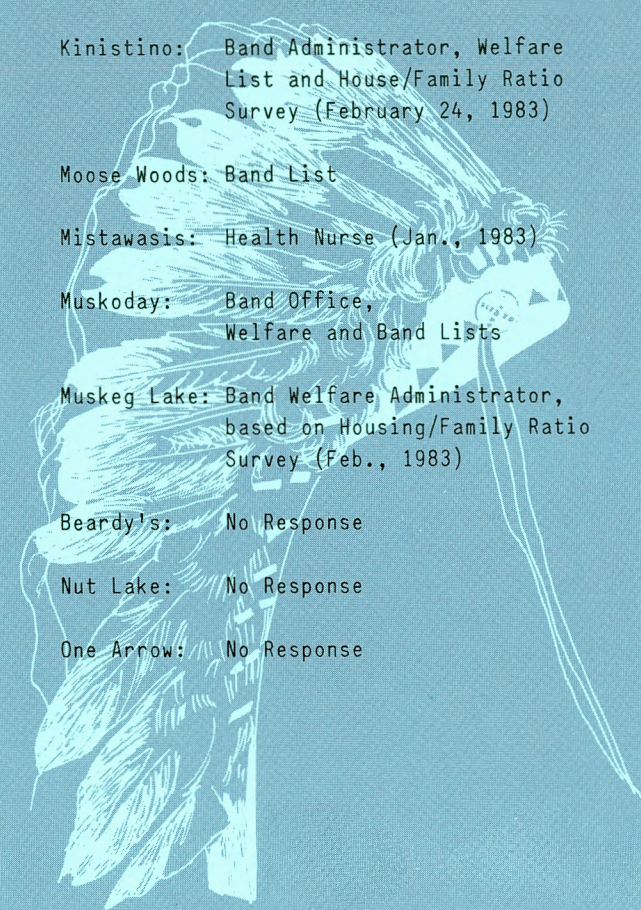 Kinistino: Band Administrator, Welfare
List and House/Family Ratio
Survey (February 24, 1983)
Moose Woods: Band List
Mistawasis: Health Nurse (Jan., 1983)
Muskoday: Band Office,
Welfare and Band Lists
Muskeg Lake: Band Welfare Administrator,
based on Housing/Family Ratio
Survey (Feb., 1983)
Beardy's: No Response
Nut Lake: No Response
One Arrow: No Response